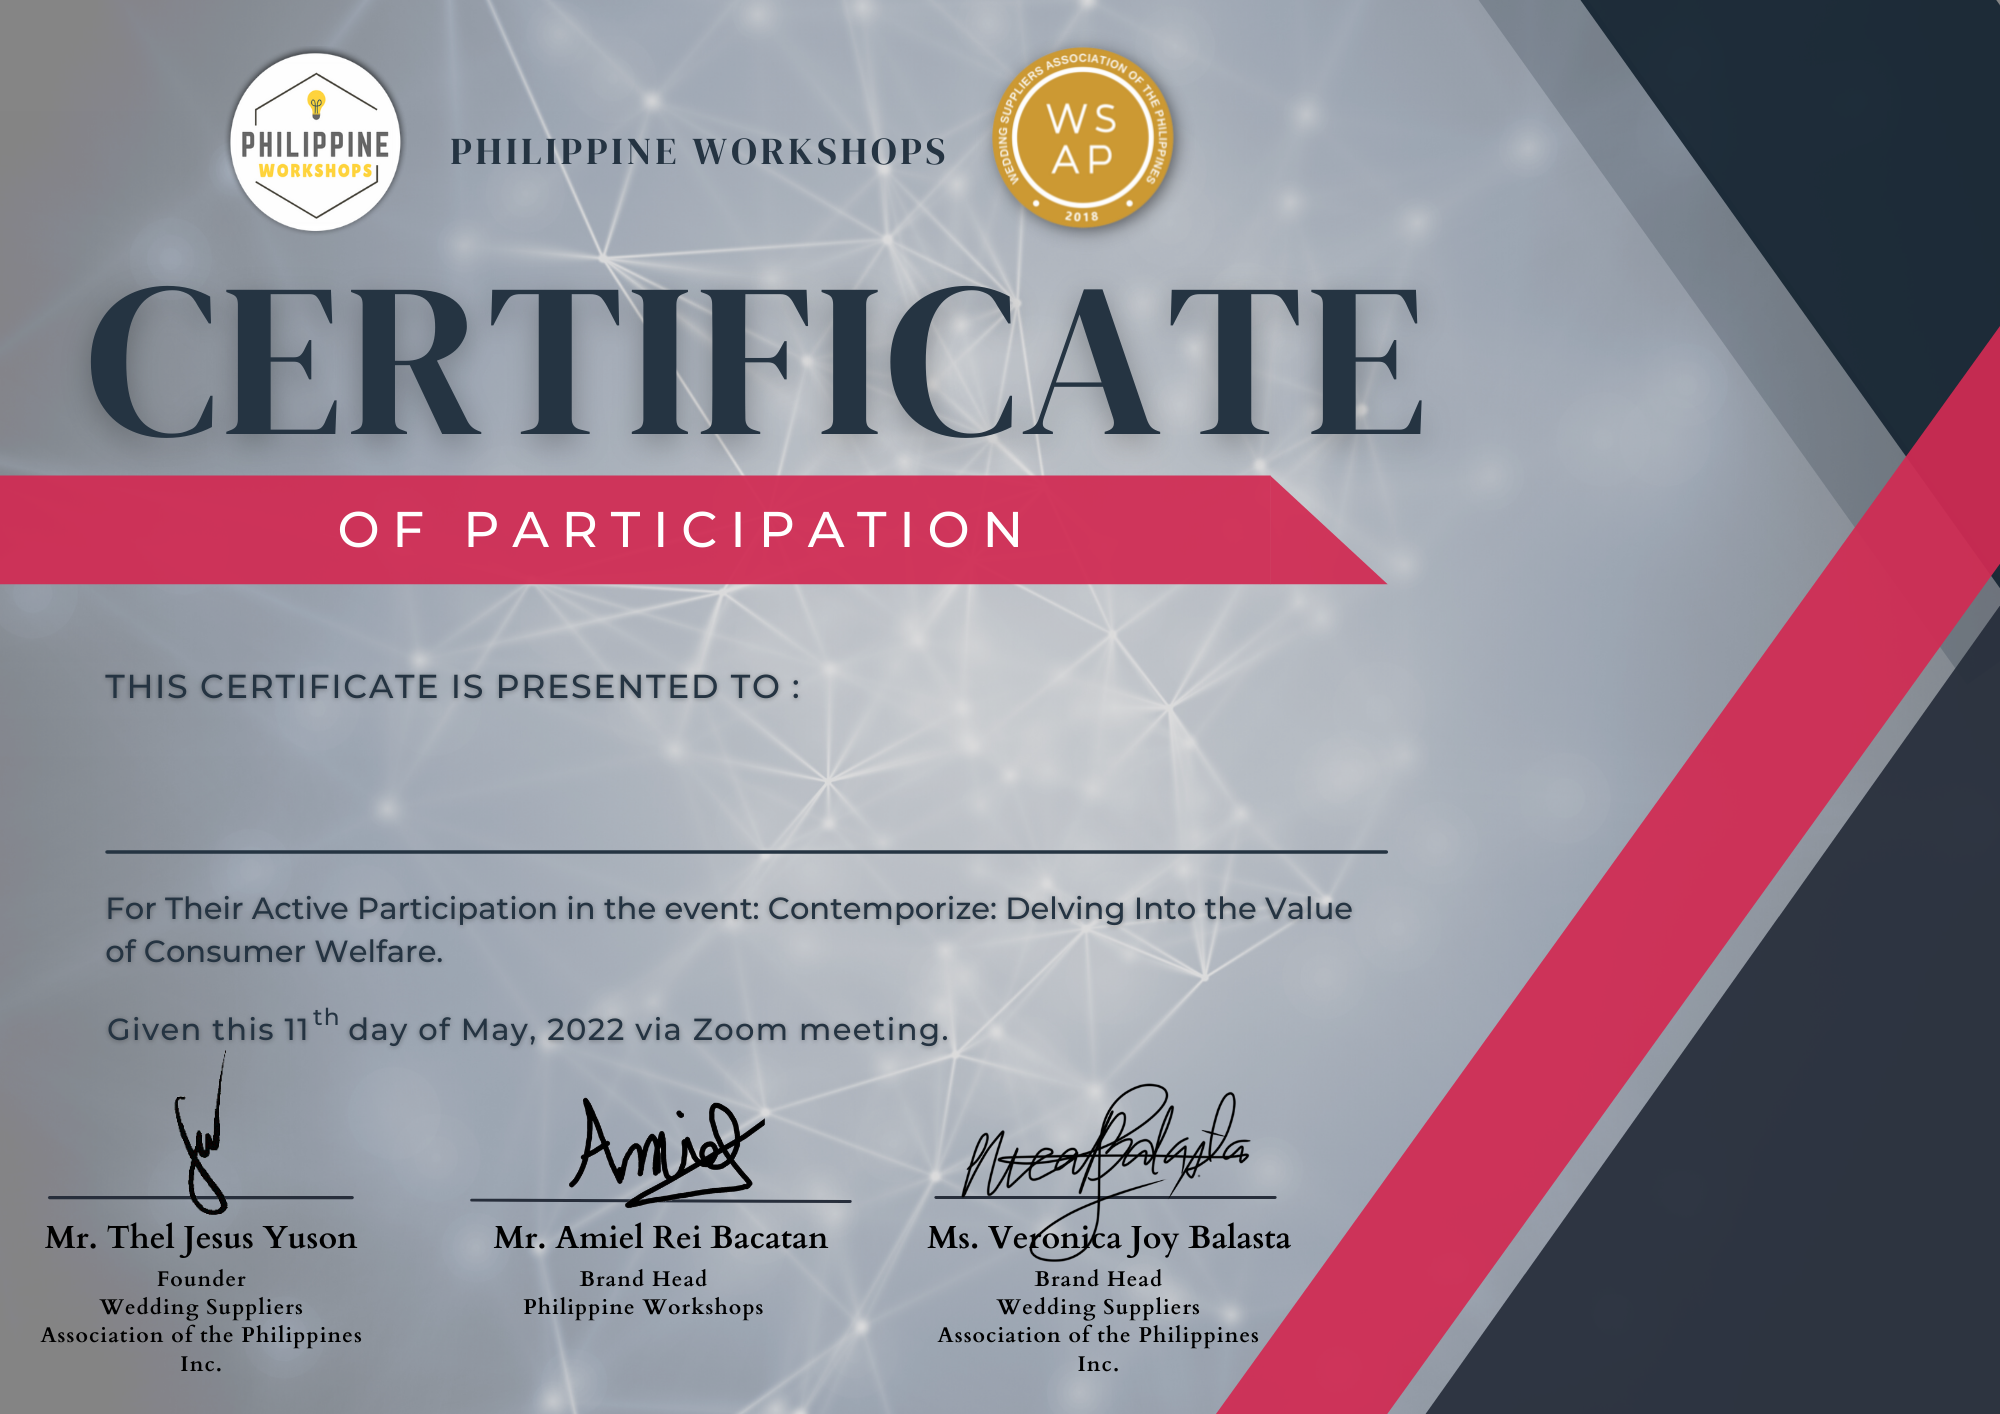 PHILIPPINE
WORKSHOPS
PHILIPPINE WORKSHOPS
WEDDING SUPPLIERS ASSOCIATION OF THE PHILIPPINES
WS
AP
2018
CERTIFICATE
OF PARTICIPATION
THIS CERTIFICATE IS PRESENTED TO :
For Their Active Participation in the event: Contemporize: Delving Into the Value
of Consumer Welfare.
Given this 11th day of May, 2022 via Zoom meeting.
Amiel
Mr. Thel Jesus Yuson
Founder
Wedding Suppliers
Association of the Philippines
Inc.
Mr. Amiel Rei Bacatan
Brand Head
Philippine Workshops
Ms. Veronica Joy Balasta
Brand Head
Wedding Suppliers
Association of the Philippines
Inc.